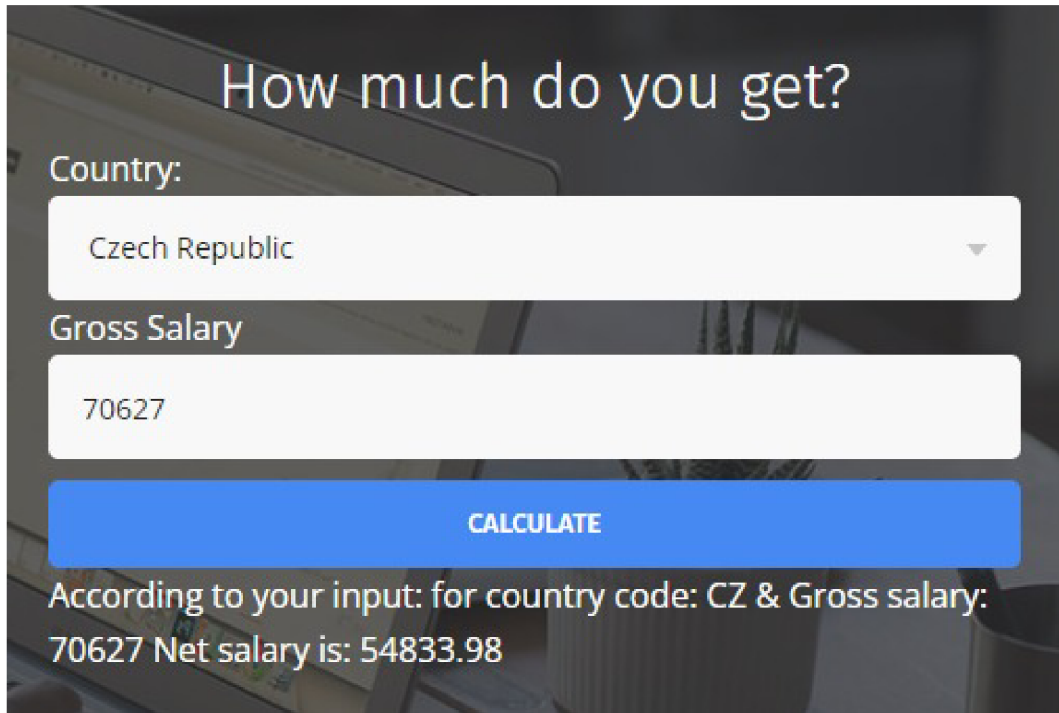 How much do you get?
Country:
Czech Republic
Gross Salary
70627
CALCULATE
According to your input: for country code: CZ & Gross salary:
70627 Net salary is: 54833.98